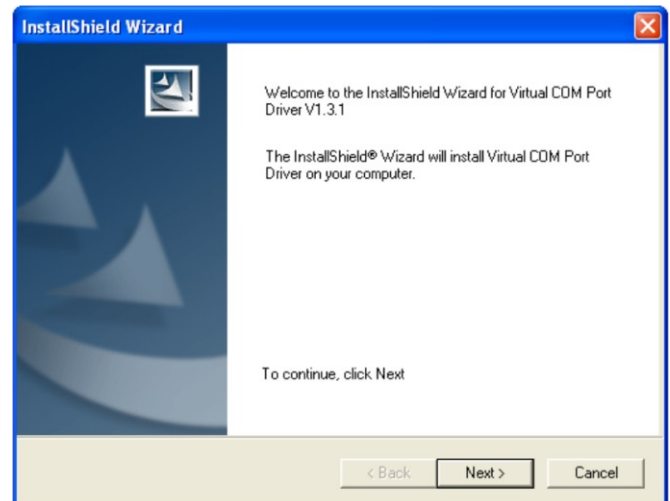 InstallShield Wizard
Welcome to the InstallShield Wizard for Virtual COM Port
Driver V1.3.1
The InstallShield® Wizard will install Virtual COM Port
Driver on your computer.
To continue, click Next
< Back
Next >
Cancel